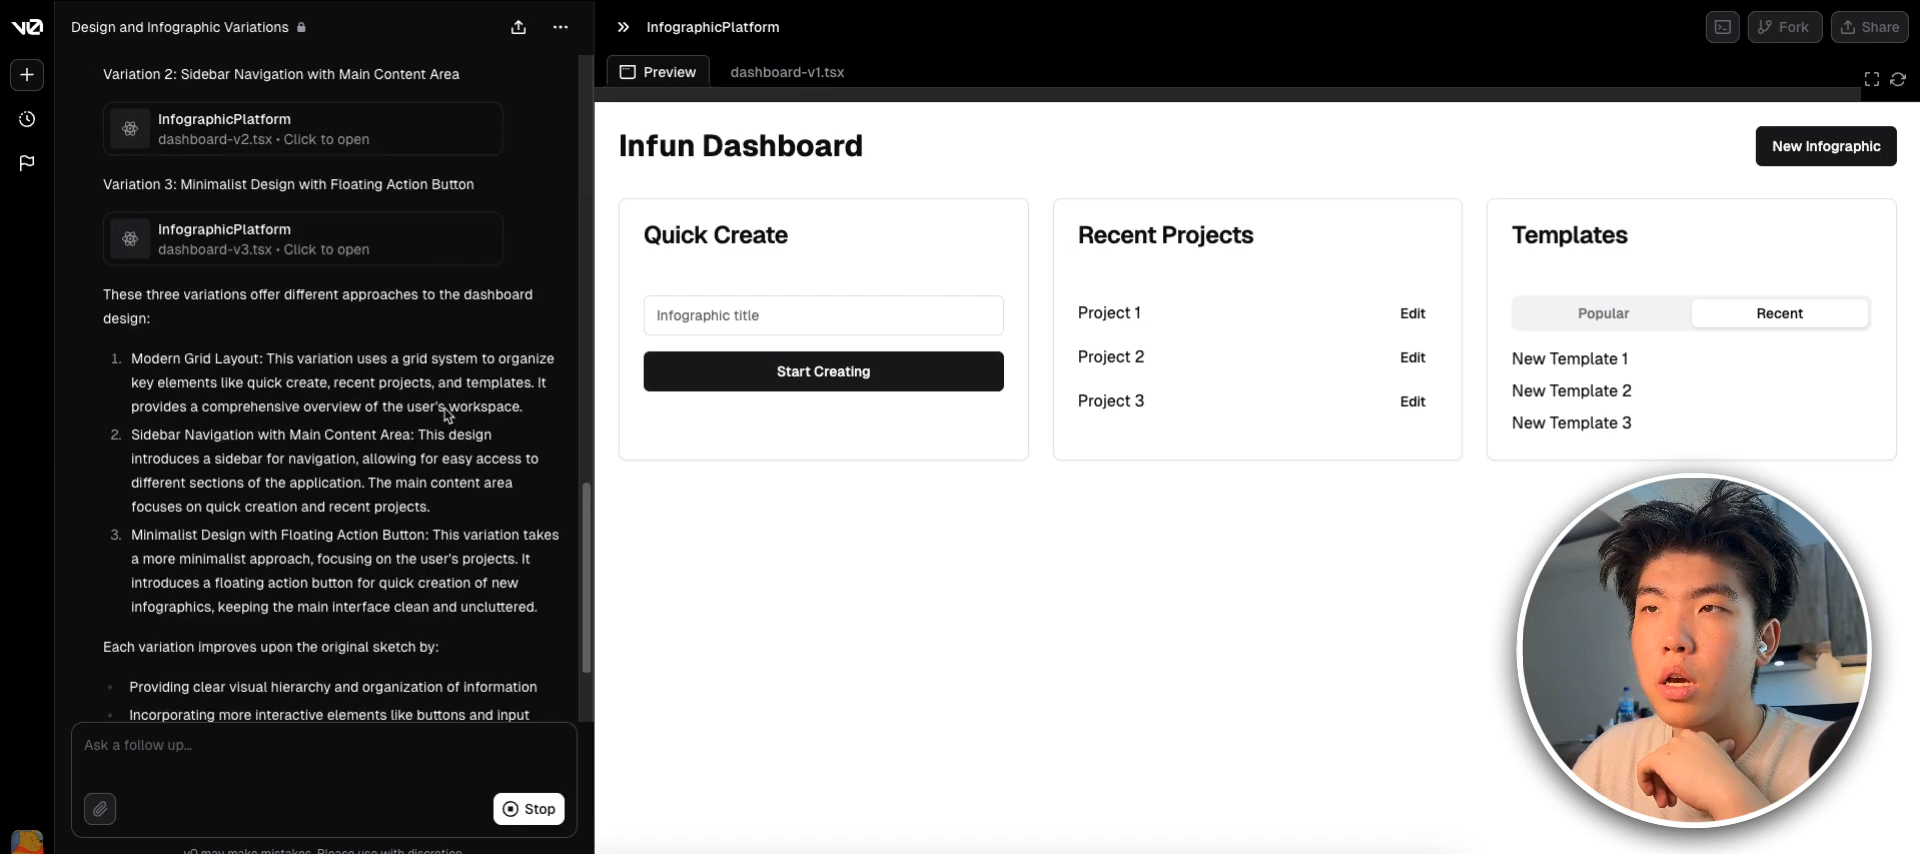 v0
Design and Infographic Variations
Variation 2: Sidebar Navigation with Main Content Area
InfographicPlatform
dashboard-v2.tsx • Click to open
Variation 3: Minimalist Design with Floating Action Button
InfographicPlatform
dashboard-v3.tsx • Click to open
These three variations offer different approaches to the dashboard
design:
1. Modern Grid Layout: This variation uses a grid system to organize
key elements like quick create, recent projects, and templates. It
provides a comprehensive overview of the user's workspace.
2. Sidebar Navigation with Main Content Area: This design
introduces a sidebar for navigation, allowing for easy access to
different sections of the application. The main content area
focuses on quick creation and recent projects.
3. Minimalist Design with Floating Action Button: This variation takes
a more minimalist approach, focusing on the user's projects. It
introduces a floating action button for quick creation of new
infographics, keeping the main interface clean and uncluttered.
Each variation improves upon the original sketch by:
• Providing clear visual hierarchy and organization of information
• Incorporating more interactive elements like buttons and input
Ask a follow up...
Stop
v0 may make mistakes. Please use with discretion.
InfographicPlatform
Fork
Share
Preview
dashboard-v1.tsx
Infun Dashboard
New Infographic
Quick Create
Infographic title
Start Creating
Recent Projects
Project 1 Edit
Project 2 Edit
Project 3 Edit
Templates
Popular Recent
New Template 1
New Template 2
New Template 3